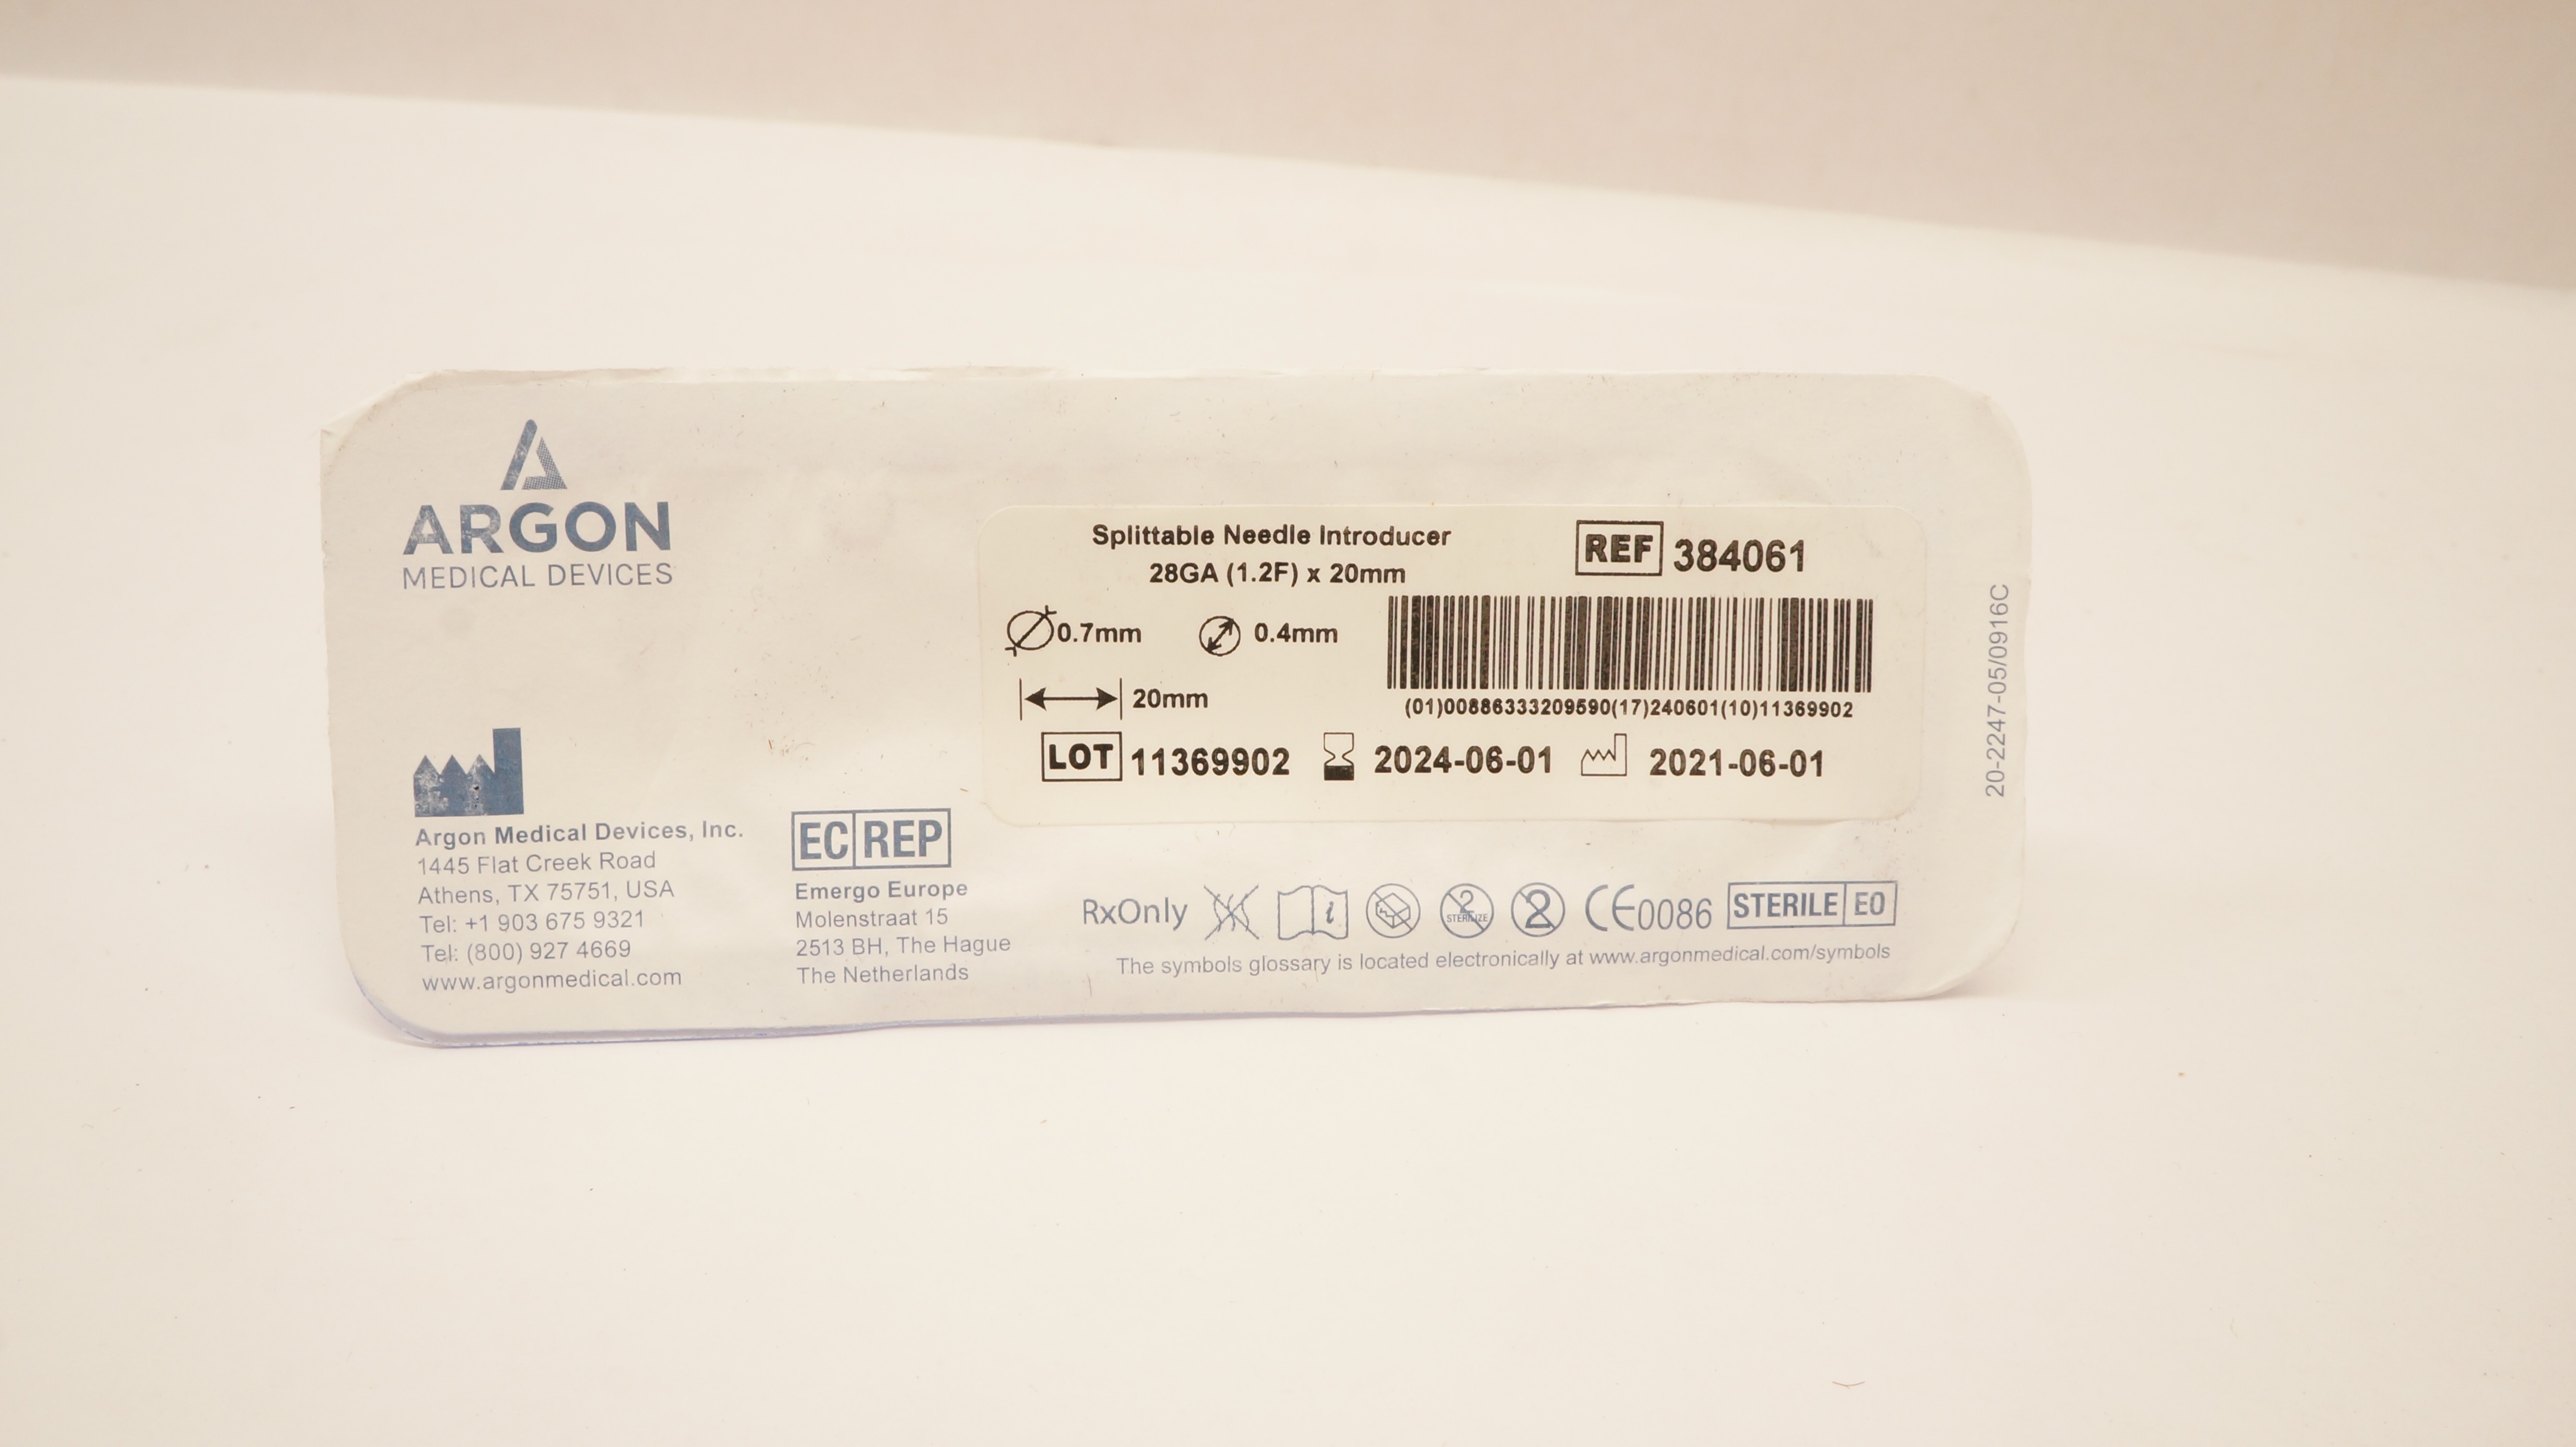 ARGON
MEDICAL DEVICES
Splittable Needle Introducer
28GA (1.2F) x 20mm
REF 384061
0.7mm 0.4mm
20mm
(01)00886333209590(17)240601(10)11369902
LOT 11369902 2024-06-01 2021-06-01
Argon Medical Devices, Inc.
1445 Flat Creek Road
Athens, TX 75751, USA
Tel: +1 903 675 9321
Tel: (800) 927 4669
www.argonmedical.com
EC REP
Emergo Europe
Molenstraat 15
2513 BH, The Hague
The Netherlands
RxOnly i 2 STERILIZE 2 CE0086 STERILE EO
The symbols glossary is located electronically at www.argonmedical.com/symbols
20-2247-05/0916C